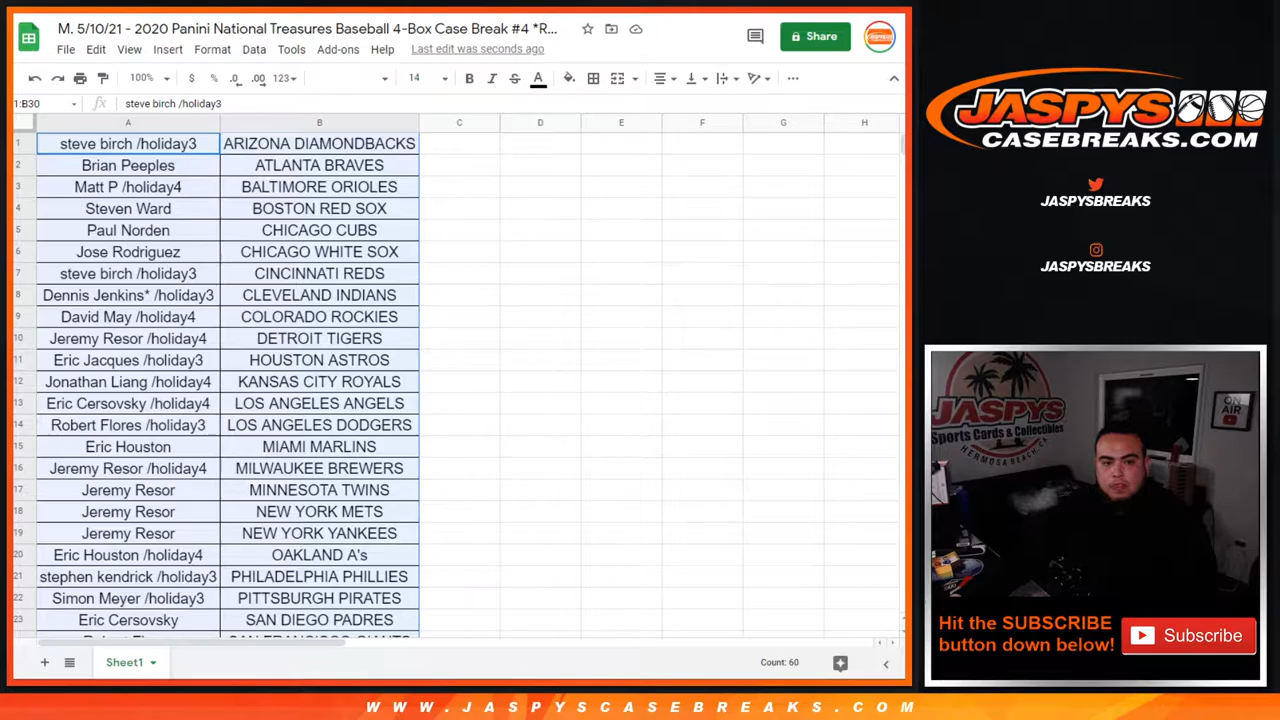 M. 5/10/21 - 2020 Panini National Treasures Baseball 4-Box Case Break #4 *R...
Share
File Edit View Insert Format Data Tools Add-ons Help Last edit was seconds ago
100% $ % .0 .00 123 14 B I S A
1:B30 fx steve birch /holiday3
A B C D E F G H
1 steve birch /holiday3 ARIZONA DIAMONDBACKS
2 Brian Peeples ATLANTA BRAVES
3 Matt P /holiday4 BALTIMORE ORIOLES
4 Steven Ward BOSTON RED SOX
5 Paul Norden CHICAGO CUBS
6 Jose Rodriguez CHICAGO WHITE SOX
7 steve birch /holiday3 CINCINNATI REDS
8 Dennis Jenkins* /holiday3 CLEVELAND INDIANS
9 David May /holiday4 COLORADO ROCKIES
10 Jeremy Resor /holiday4 DETROIT TIGERS
11 Eric Jacques /holiday3 HOUSTON ASTROS
12 Jonathan Liang /holiday4 KANSAS CITY ROYALS
13 Eric Cersovsky /holiday4 LOS ANGELES ANGELS
14 Robert Flores /holiday3 LOS ANGELES DODGERS
15 Eric Houston MIAMI MARLINS
16 Jeremy Resor /holiday4 MILWAUKEE BREWERS
17 Jeremy Resor MINNESOTA TWINS
18 Jeremy Resor NEW YORK METS
19 Jeremy Resor NEW YORK YANKEES
20 Eric Houston /holiday4 OAKLAND A's
21 stephen kendrick /holiday3 PHILADELPHIA PHILLIES
22 Simon Meyer /holiday3 PITTSBURGH PIRATES
23 Eric Cersovsky SAN DIEGO PADRES
SAN FRANCISCO GIANTS
Sheet1
Count: 60
JASPYS
CASEBREAKS.COM
JASPYSBREAKS
JASPYSBREAKS
JASPYS
Sports Cards & Collectibles
HERMOSA BEACH, CA
ON
AIR
Hit the SUBSCRIBE
button down below!
Subscribe
WWW.JASPYSCASEBREAKS.COM